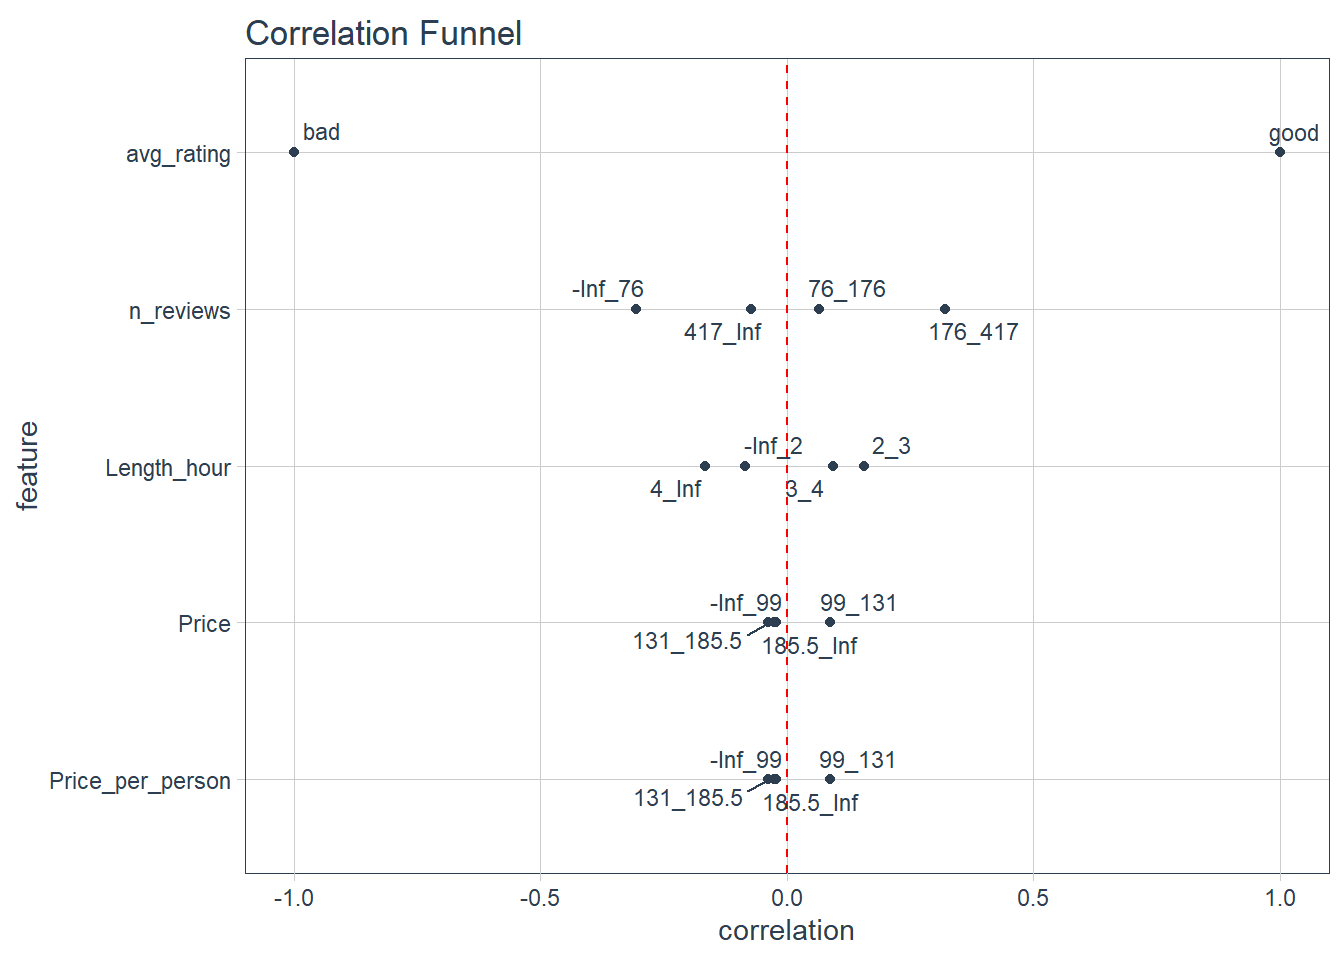 Correlation Funnel
bad
good
avg_rating
-Inf_76
76_176
n_reviews
417_Inf
176_417
-Inf_2
2_3
Length_hour
4_Inf
3_4
-Inf_99
99_131
Price
131_185.5
185.5_Inf
-Inf_99
99_131
Price_per_person
131_185.5
185.5_Inf
feature
-1.0
-0.5
0.0
0.5
1.0
correlation